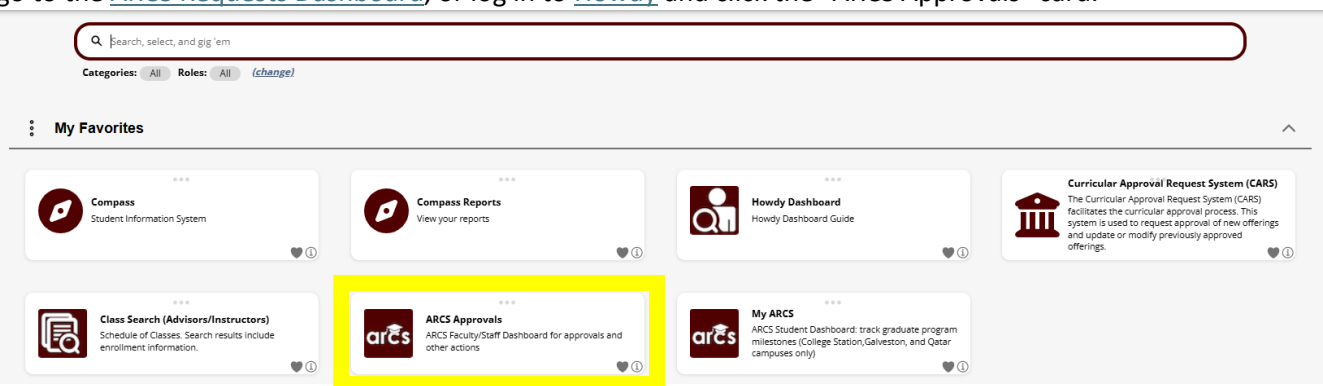 go to the ARCS Requests Dashboard, or log in to Howdy and click the "ARCS Approvals" card.
Search, select, and gig 'em
Categories: All Roles: All (change)
My Favorites
Compass
Student Information System
Compass Reports
View your reports
Howdy Dashboard
Howdy Dashboard Guide
Curricular Approval Request System (CARS)
The Curricular Approval Request System (CARS)
facilitates the curricular approval process. This
system is used to request approval of new offerings
and update or modify previously approved
offerings.
Class Search (Advisors/Instructors)
Schedule of Classes. Search results include
enrollment information.
arcs
ARCS Approvals
ARCS Faculty/Staff Dashboard for approvals and
other actions
arcs
My ARCS
ARCS Student Dashboard: track graduate program
milestones (College Station,Galveston, and Qatar
campuses only)